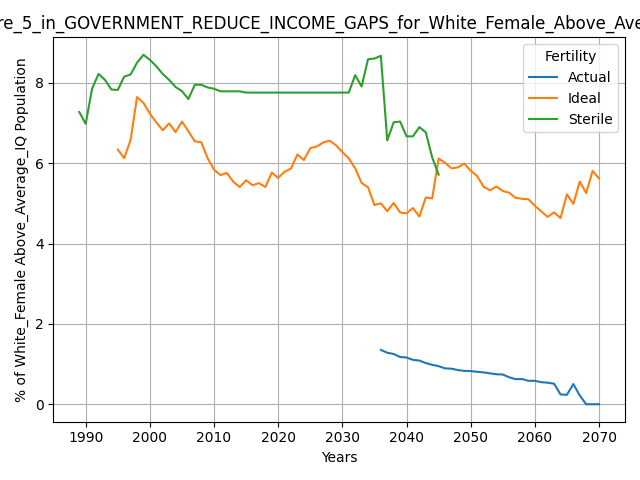 re_5_in_GOVERNMENT_REDUCE_INCOME_GAPS_for_White_Female_Above_Ave
% of White_Female Above_Average_IQ Population
8
6
4
2
0
Fertility
Actual
Ideal
Sterile
1990 2000 2010 2020 2030 2040 2050 2060 2070
Years